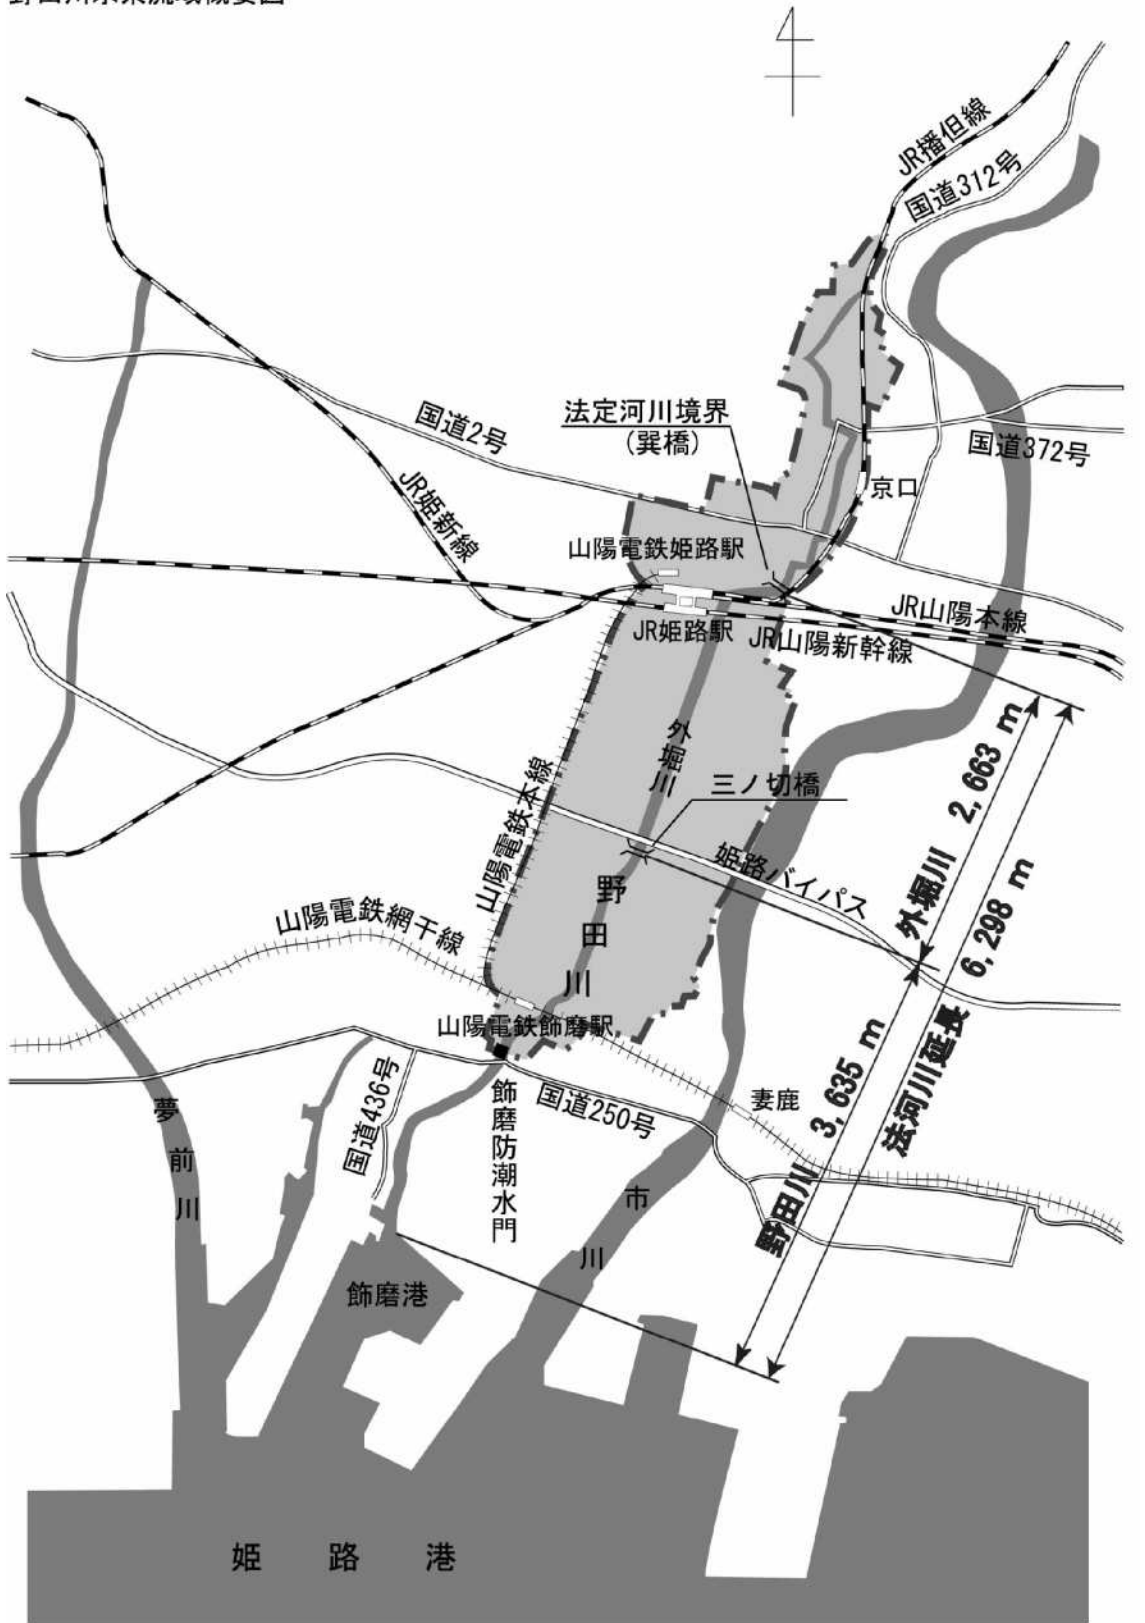 JR播但線
国道312号
法定河川境界
(巽橋)
国道2号
国道372号
JR姫新線
京口
山陽電鉄姫路駅
JR山陽本線
JR姫路駅
JR山陽新幹線
外堀川
三ノ切橋
山陽電鉄本線
姫路バイパス
外堀川 2,663 m
野田川
山陽電鉄網干線
法河川延長 6,298 m
山陽電鉄飾磨駅
野田川 3,635 m
国道436号
飾磨防潮水門
国道250号
妻鹿
夢前川
市川
飾磨港
姫路港